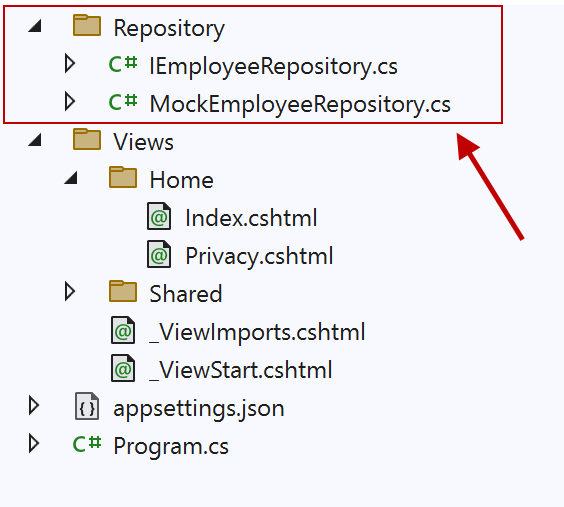 Repository
C# IEmployeeRepository.cs
C# MockEmployeeRepository.cs
Views
Home
@ Index.cshtml
@ Privacy.cshtml
Shared
@ _ViewImports.cshtml
@ _ViewStart.cshtml
{ } appsettings.json
C# Program.cs